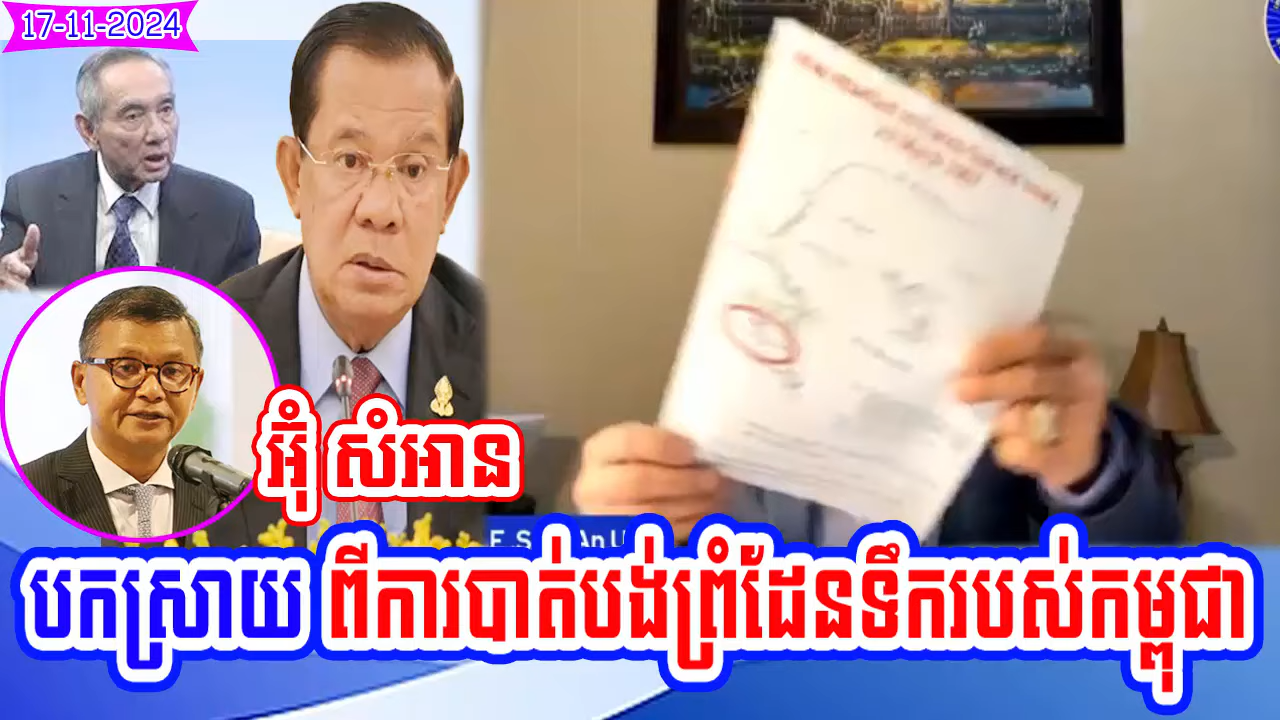 17-11-2024
អ៊ុំ សំអាន
បកស្រាយ ពីការបាត់បង់ព្រំដែនទឹករបស់កម្ពុជា